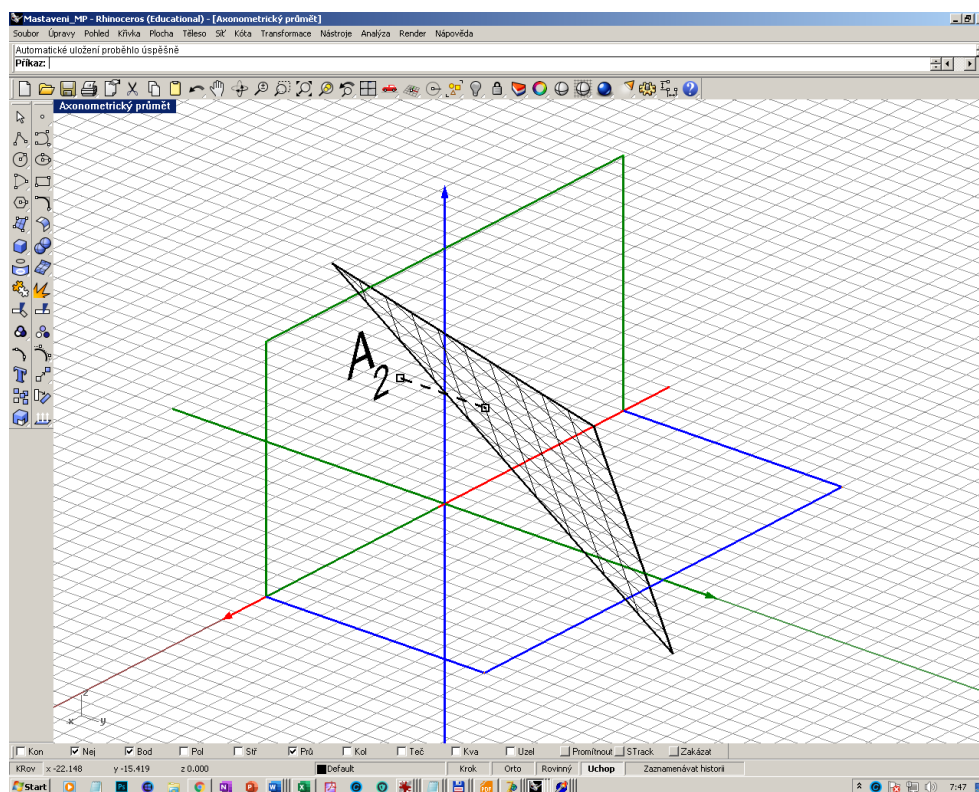 Mastaveni_MP - Rhinoceros (Educational) - [Axonometrický průmět]
Soubor Úpravy Pohled Křivka Plocha Těleso Síť Kóta Transformace Nástroje Analýza Render Nápověda
Automatické uložení proběhlo úspěšně
Příkaz:
Axonometrický průmět
A2
z
x y
Kon Nej Bod Pol Stř Prů Kol Teč Kva Uzel Promítnout STrack Zakázat
KRov x -22.148 y -15.419 z 0.000 Default Krok Orto Rovinný Uchop Zaznamenávat historii
Start 7:47